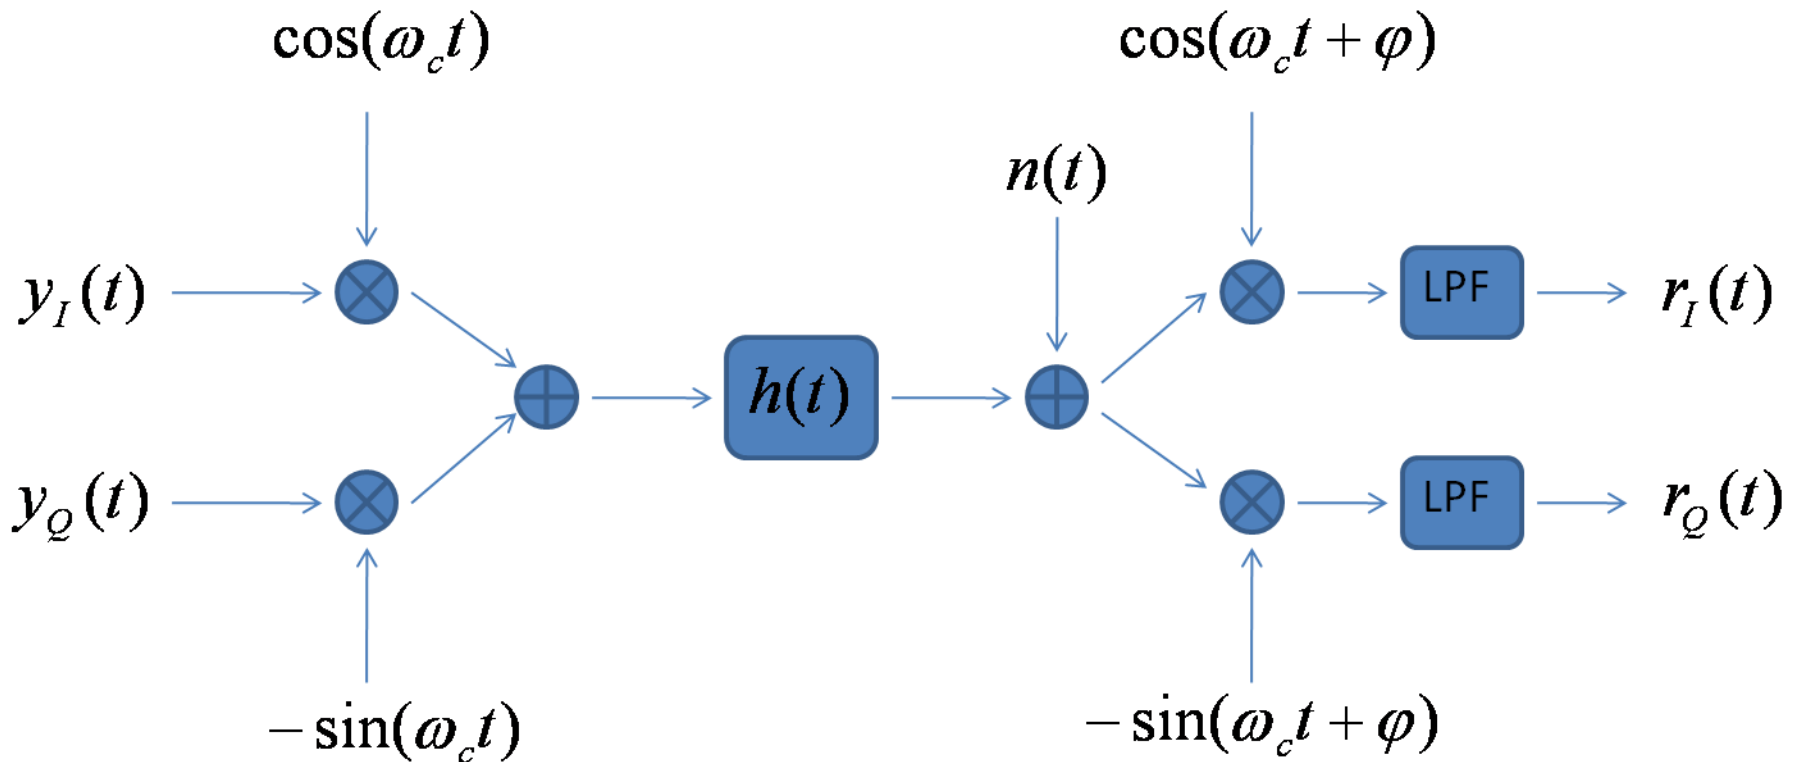 cos(ω_c t)
cos(ω_c t + φ)
n(t)
y_I(t)
LPF
r_I(t)
h(t)
y_Q(t)
LPF
r_Q(t)
−sin(ω_c t)
−sin(ω_c t + φ)